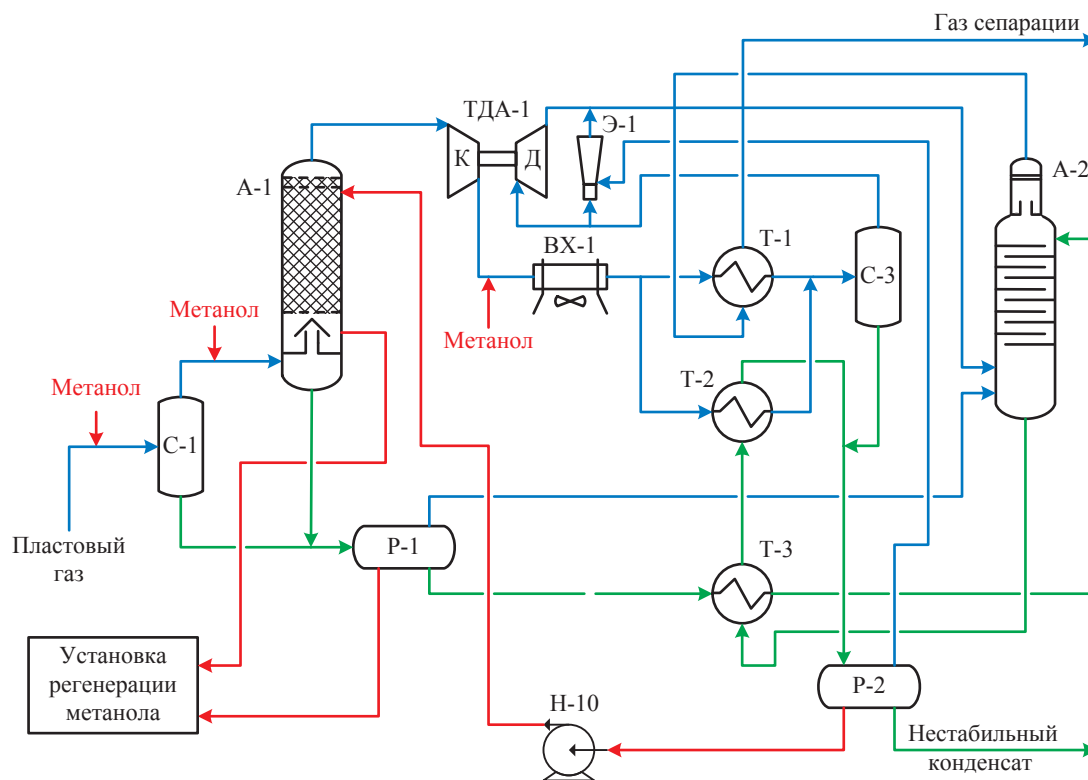 Газ сепарации
ТДА-1
Э-1
К
Д
А-1
А-2
ВХ-1
Т-1
С-3
Метанол
Метанол
Метанол
Т-2
С-1
Пластовый
газ
Р-1
Т-3
Установка
регенерации
метанола
Р-2
Н-10
Нестабильный
конденсат